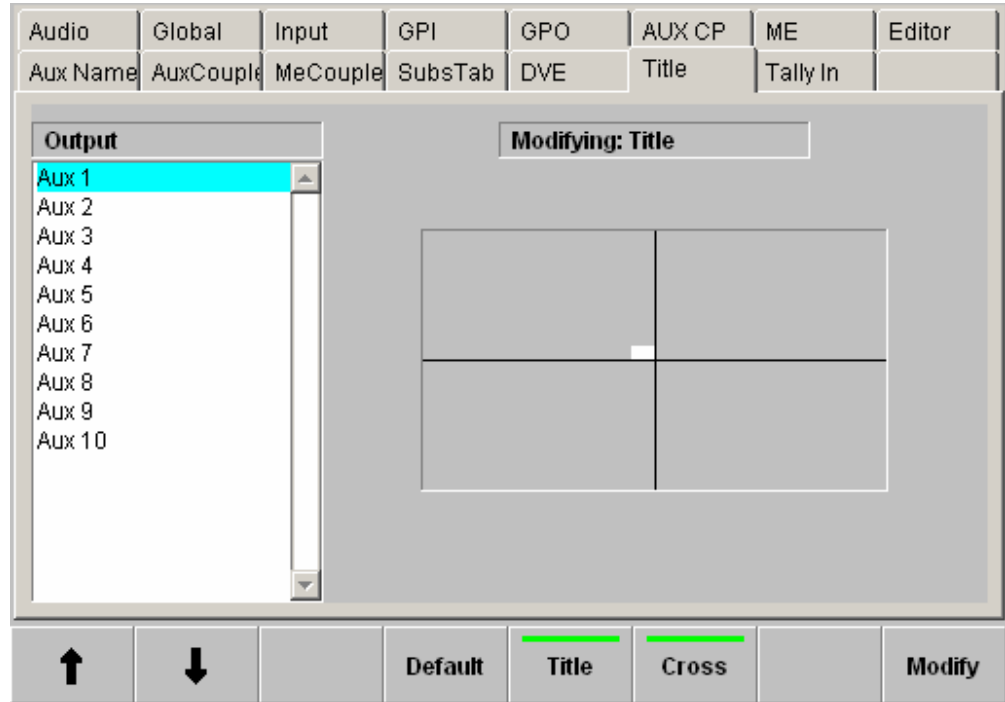 Audio Global Input GPI GPO AUX CP ME Editor
Aux Name AuxCouple MeCouple SubsTab DVE Title Tally In
Output
Modifying: Title
Aux 1
Aux 2
Aux 3
Aux 4
Aux 5
Aux 6
Aux 7
Aux 8
Aux 9
Aux 10
Default Title Cross Modify